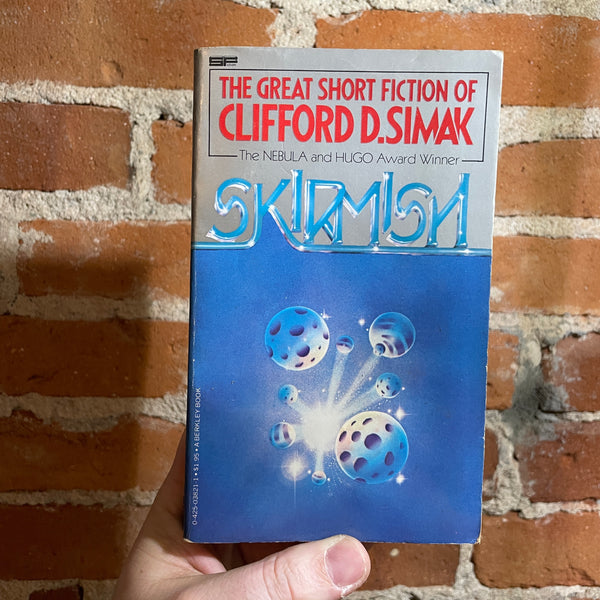 SF
THE GREAT SHORT FICTION OF
CLIFFORD D. SIMAK
The NEBULA and HUGO Award Winner
SKIRMISH
0-425-03821-1 • $1.95 • A BERKLEY BOOK